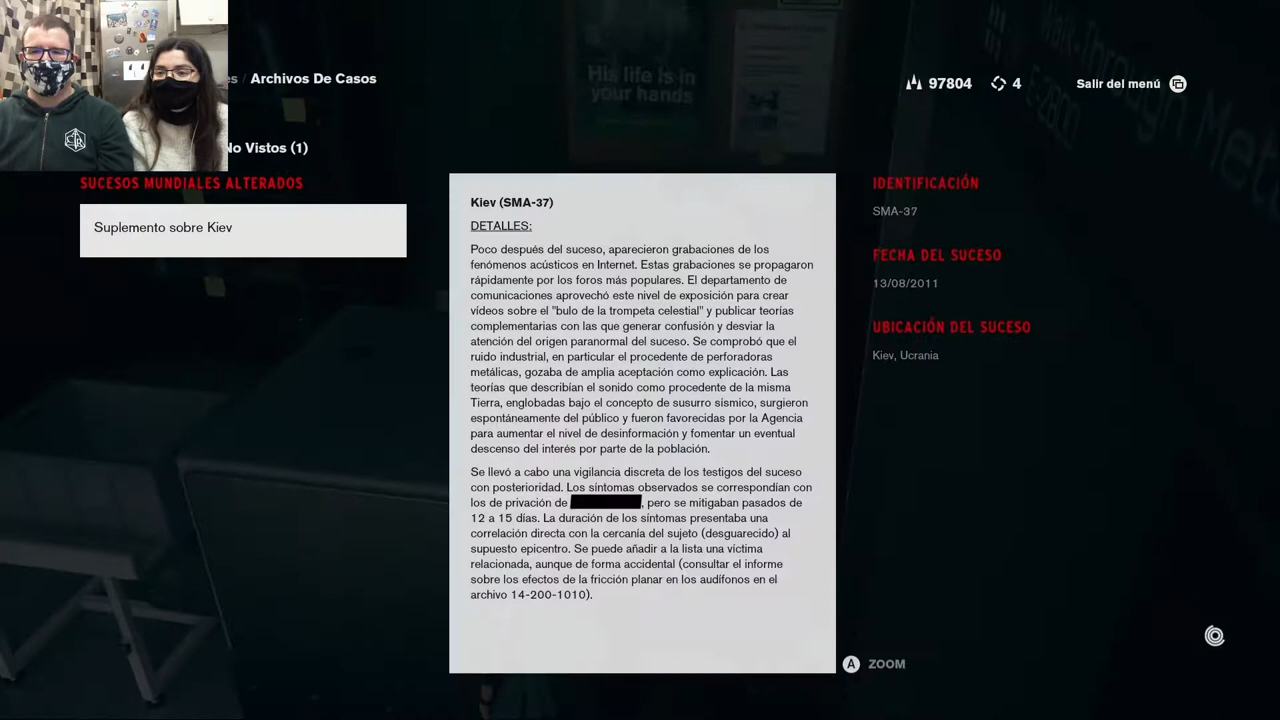 es / Archivos De Casos
97804
4
Salir del menú
His life is in
your hands
Walk-Through Met
No Vistos (1)
SUCESOS MUNDIALES ALTERADOS
Suplemento sobre Kiev
Kiev (SMA-37)
DETALLES:
Poco después del suceso, aparecieron grabaciones de los
fenómenos acústicos en Internet. Estas grabaciones se propagaron
rápidamente por los foros más populares. El departamento de
comunicaciones aprovechó este nivel de exposición para crear
vídeos sobre el "bulo de la trompeta celestial" y publicar teorías
complementarias con las que generar confusión y desviar la
atención del origen paranormal del suceso. Se comprobó que el
ruido industrial, en particular el procedente de perforadoras
metálicas, gozaba de amplia aceptación como explicación. Las
teorías que describían el sonido como procedente de la misma
Tierra, englobadas bajo el concepto de susurro sísmico, surgieron
espontáneamente del público y fueron favorecidas por la Agencia
para aumentar el nivel de desinformación y fomentar un eventual
descenso del interés por parte de la población.
Se llevó a cabo una vigilancia discreta de los testigos del suceso
con posterioridad. Los síntomas observados se correspondían con
los de privación de , pero se mitigaban pasados de
12 a 15 días. La duración de los síntomas presentaba una
correlación directa con la cercanía del sujeto (desguarecido) al
supuesto epicentro. Se puede añadir a la lista una víctima
relacionada, aunque de forma accidental (consultar el informe
sobre los efectos de la fricción planar en los audífonos en el
archivo 14-200-1010).
IDENTIFICACIÓN
SMA-37
FECHA DEL SUCESO
13/08/2011
UBICACIÓN DEL SUCESO
Kiev, Ucrania
A ZOOM